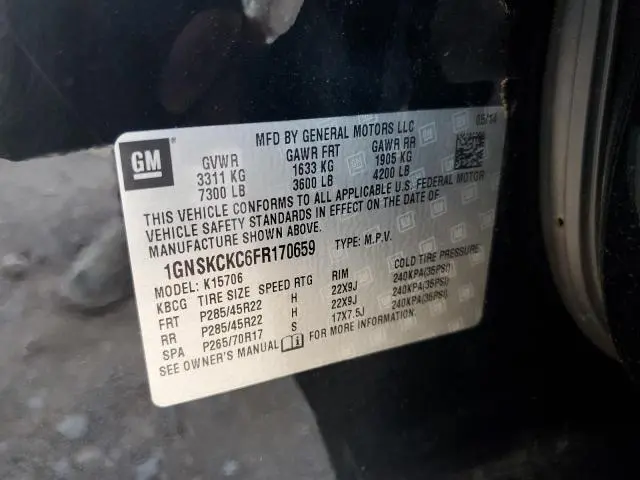 GM
MFD BY GENERAL MOTORS LLC
05/14
GVWR GAWR FRT GAWR RR
3311 KG 1633 KG 1905 KG
7300 LB 3600 LB 4200 LB
THIS VEHICLE CONFORMS TO ALL APPLICABLE U.S. FEDERAL MOTOR
VEHICLE SAFETY STANDARDS IN EFFECT ON THE DATE OF
MANUFACTURE SHOWN ABOVE.
1GNSKCKC6FR170659 TYPE: M.P.V.
MODEL: K15706
KBCG TIRE SIZE SPEED RTG RIM COLD TIRE PRESSURE
FRT P285/45R22 H 22X9J 240KPA(35PSI)
RR P285/45R22 H 22X9J 240KPA(35PSI)
SPA P265/70R17 S 17X7.5J 240KPA(35PSI)
SEE OWNER'S MANUAL FOR MORE INFORMATION.